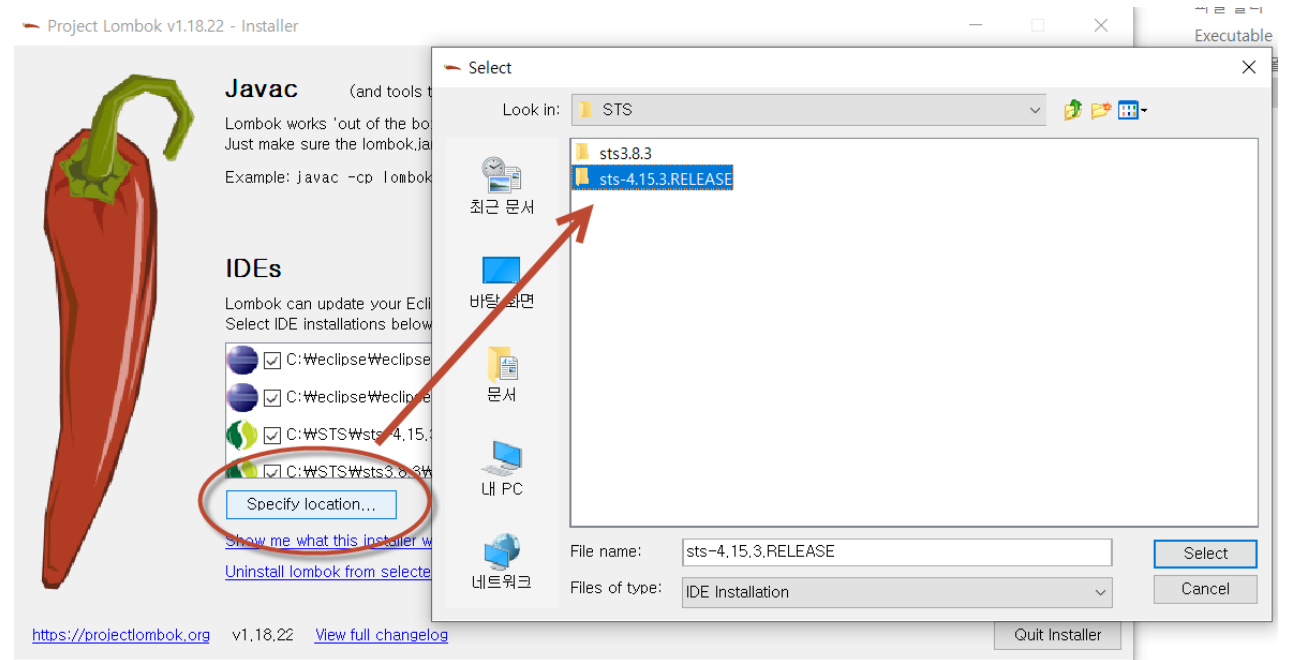 Project Lombok v1.18.22 - Installer
Executable
Javac (and tools t
Lombok works 'out of the bo
Just make sure the lombok.jar
Example: javac -cp lombok
IDEs
Lombok can update your Ecli
Select IDE installations below
C:₩eclipse₩eclipse
C:₩eclipse₩eclipse
C:₩STS₩sts-4.15.3
C:₩STS₩sts3.8.3₩
Specify location...
Show me what this installer w
Uninstall lombok from selecte
https://projectlombok.org v1.18.22 View full changelog
Quit Installer
Select
Look in: STS
sts3.8.3
sts-4.15.3.RELEASE
최근 문서
바탕 화면
문서
내 PC
네트워크
File name: sts-4.15.3.RELEASE
Select
Files of type: IDE Installation
Cancel